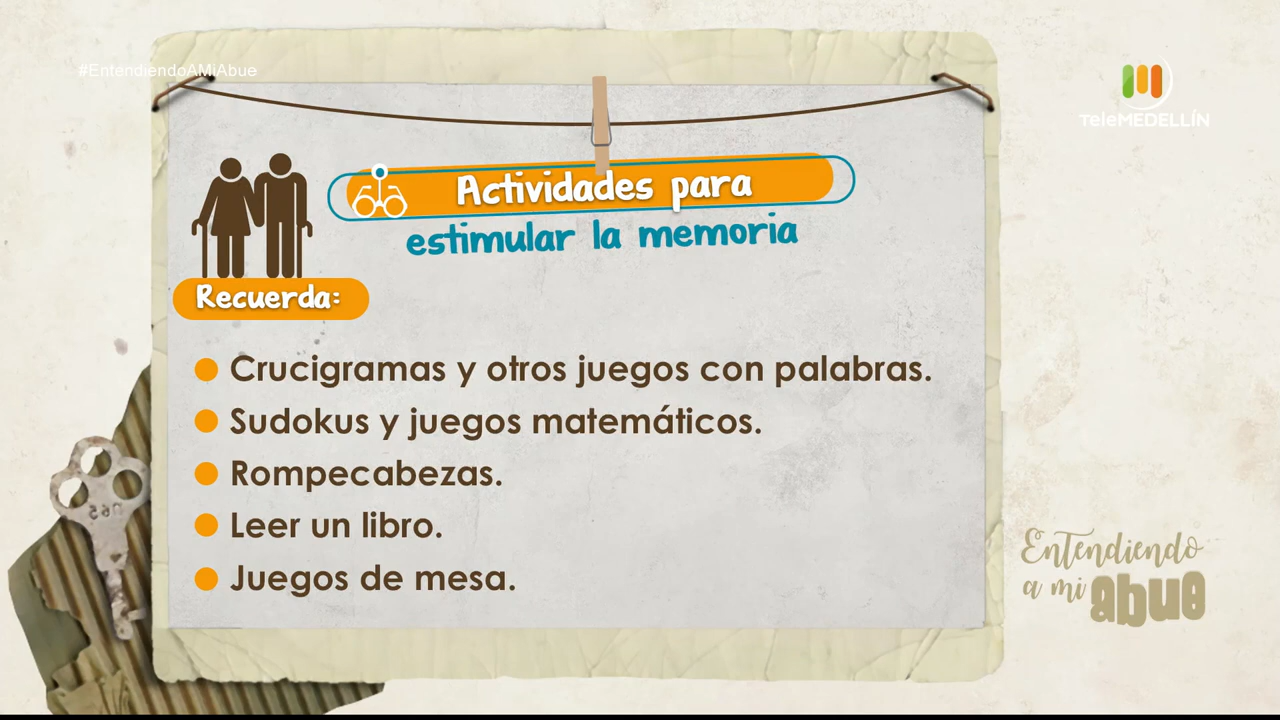 #EntendiendoAMiAbue
TeleMEDELLÍN
Actividades para
estimular la memoria
Recuerda:
Crucigramas y otros juegos con palabras.
Sudokus y juegos matemáticos.
Rompecabezas.
Leer un libro.
Juegos de mesa.
Entendiendo
a mi abue